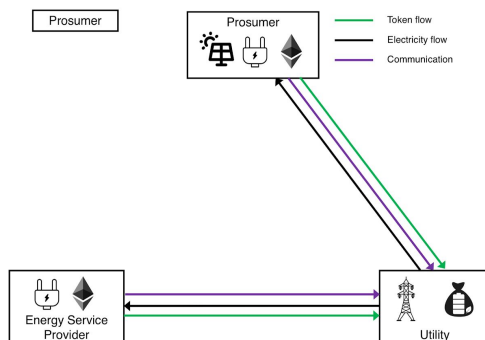 Prosumer
Prosumer
Token flow
Electricity flow
Communication
Energy Service
Provider
Utility